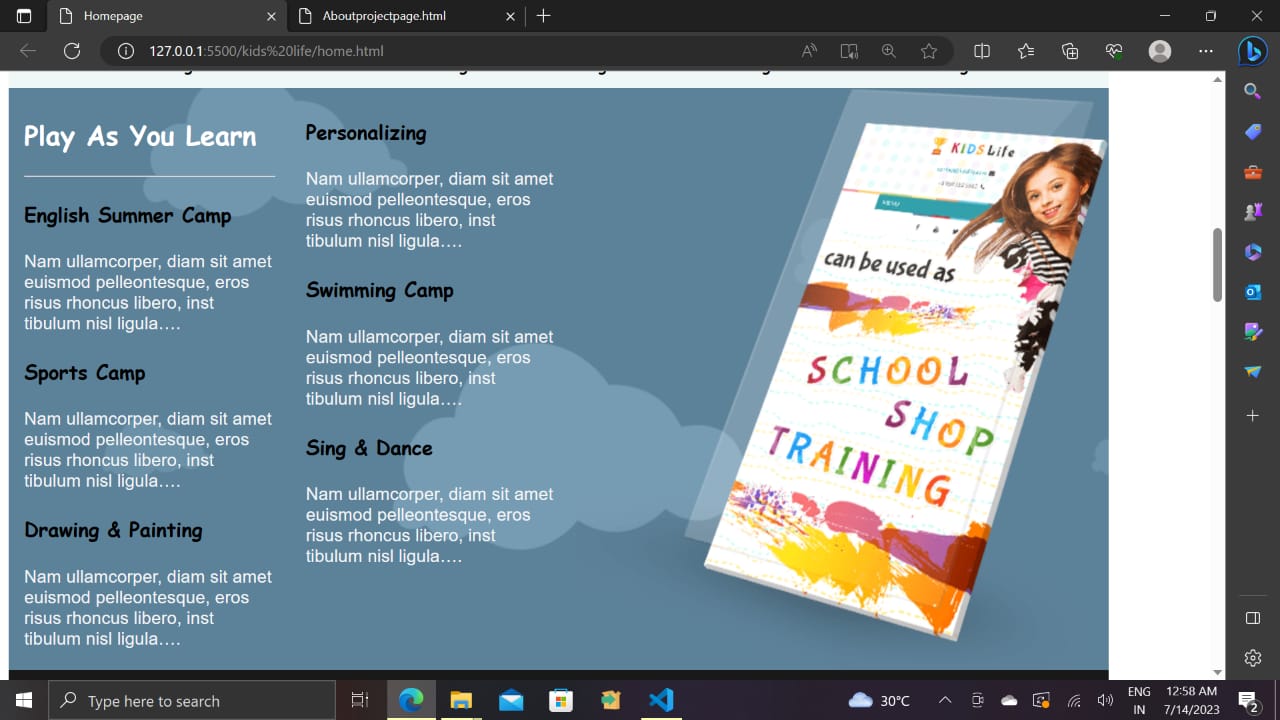 Homepage
Aboutprojectpage.html
127.0.0.1:5500/kids%20life/home.html
Play As You Learn
English Summer Camp
Nam ullamcorper, diam sit amet
euismod pelleontesque, eros
risus rhoncus libero, inst
tibulum nisl ligula….
Sports Camp
Nam ullamcorper, diam sit amet
euismod pelleontesque, eros
risus rhoncus libero, inst
tibulum nisl ligula….
Drawing & Painting
Nam ullamcorper, diam sit amet
euismod pelleontesque, eros
risus rhoncus libero, inst
tibulum nisl ligula….
Personalizing
Nam ullamcorper, diam sit amet
euismod pelleontesque, eros
risus rhoncus libero, inst
tibulum nisl ligula….
Swimming Camp
Nam ullamcorper, diam sit amet
euismod pelleontesque, eros
risus rhoncus libero, inst
tibulum nisl ligula….
Sing & Dance
Nam ullamcorper, diam sit amet
euismod pelleontesque, eros
risus rhoncus libero, inst
tibulum nisl ligula….
KIDS Life
MENU
can be used as
SCHOOL
SHOP
TRAINING
Type here to search
30°C
ENG
IN
12:58 AM
7/14/2023
2